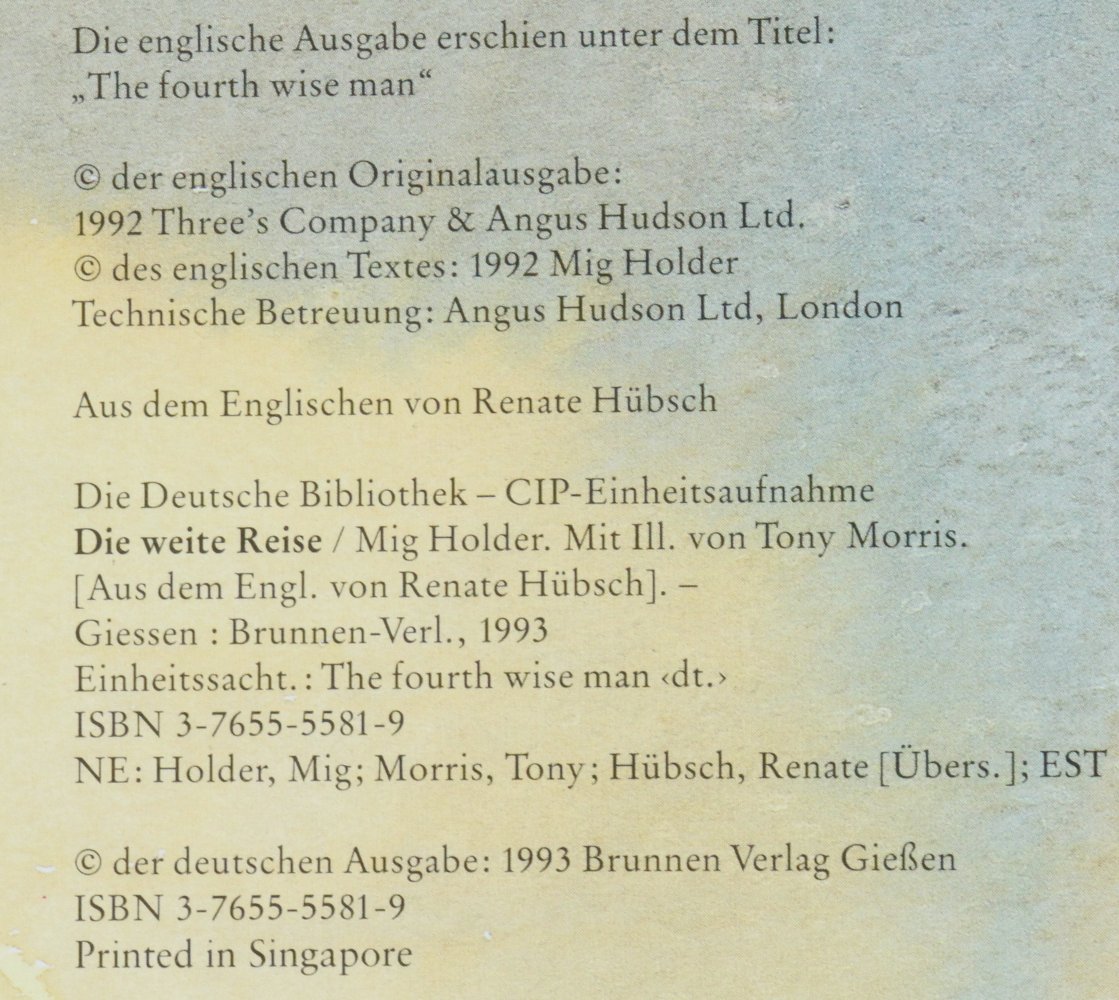 Die englische Ausgabe erschien unter dem Titel:
„The fourth wise man“
© der englischen Originalausgabe:
1992 Three’s Company & Angus Hudson Ltd.
© des englischen Textes: 1992 Mig Holder
Technische Betreuung: Angus Hudson Ltd, London
Aus dem Englischen von Renate Hübsch
Die Deutsche Bibliothek – CIP-Einheitsaufnahme
Die weite Reise / Mig Holder. Mit Ill. von Tony Morris.
[Aus dem Engl. von Renate Hübsch]. –
Giessen : Brunnen-Verl., 1993
Einheitssacht. : The fourth wise man ‹dt.›
ISBN 3-7655-5581-9
NE: Holder, Mig; Morris, Tony; Hübsch, Renate [Übers.]; EST
© der deutschen Ausgabe: 1993 Brunnen Verlag Gießen
ISBN 3-7655-5581-9
Printed in Singapore